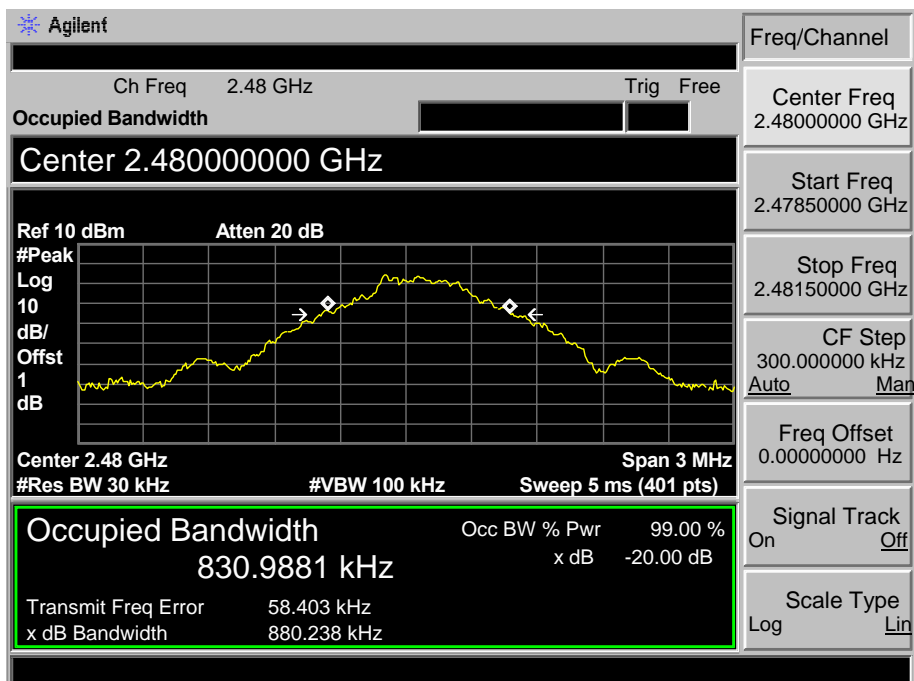 Agilent
Freq/Channel
Ch Freq 2.48 GHz Trig Free
Occupied Bandwidth
Center 2.480000000 GHz
Ref 10 dBm Atten 20 dB
#Peak
Log
10
dB/
Offst
1
dB
Center 2.48 GHz Span 3 MHz
#Res BW 30 kHz #VBW 100 kHz Sweep 5 ms (401 pts)
Occupied Bandwidth Occ BW % Pwr 99.00 %
830.9881 kHz x dB -20.00 dB
Transmit Freq Error 58.403 kHz
x dB Bandwidth 880.238 kHz
Center Freq
2.48000000 GHz
Start Freq
2.47850000 GHz
Stop Freq
2.48150000 GHz
CF Step
300.000000 kHz
Auto Man
Freq Offset
0.00000000 Hz
Signal Track
On Off
Scale Type
Log Lin